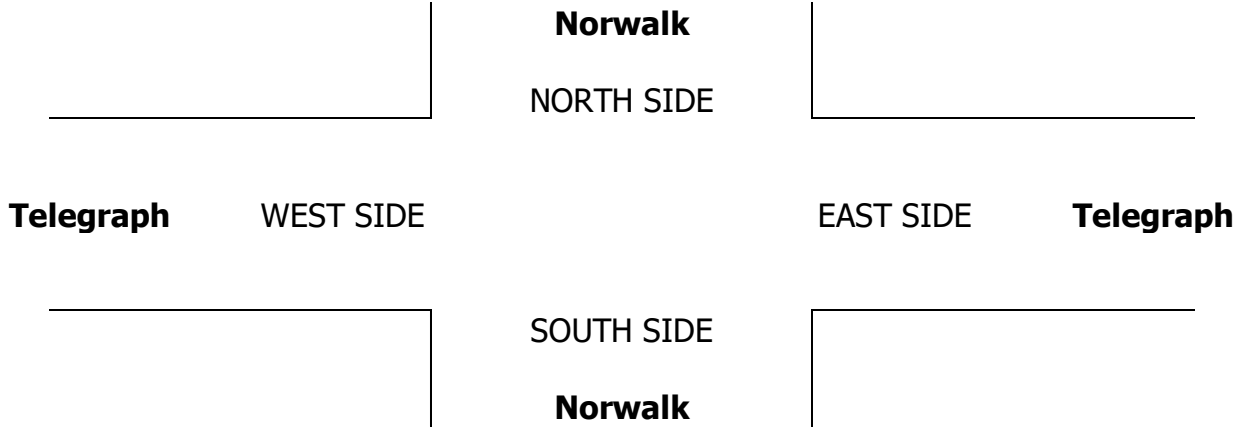 Norwalk
NORTH SIDE
Telegraph WEST SIDE EAST SIDE Telegraph
SOUTH SIDE
Norwalk